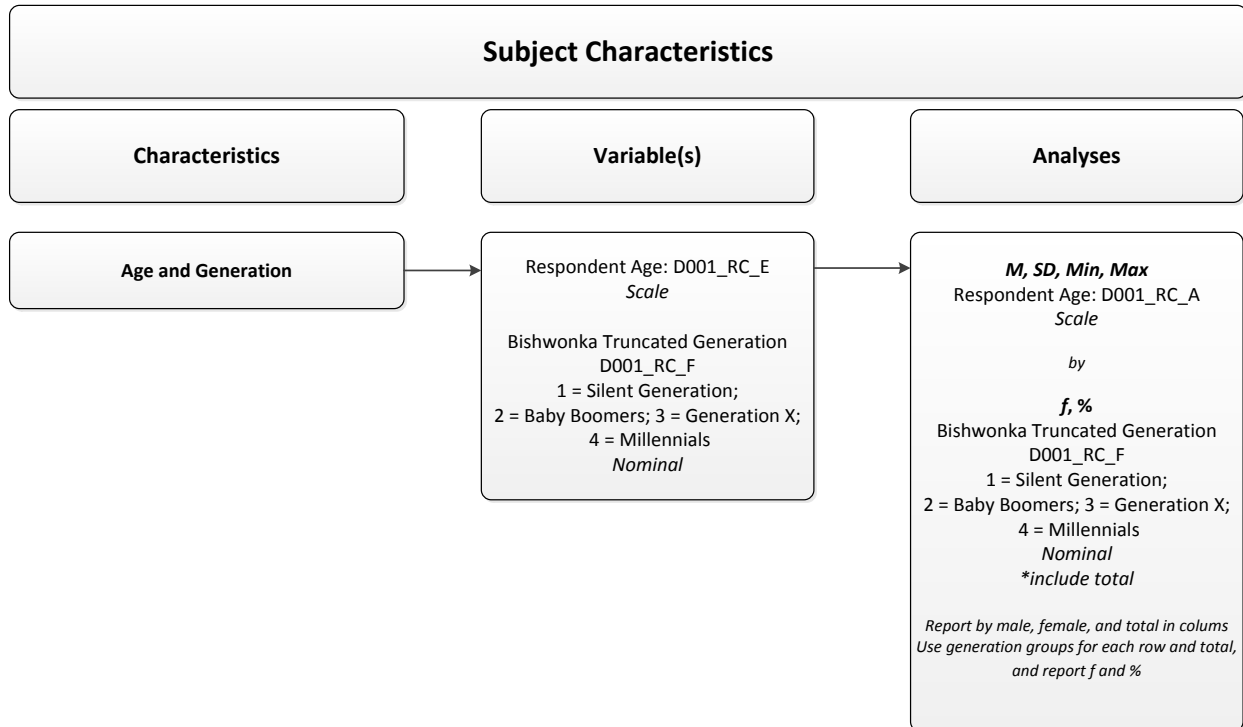 Subject Characteristics
Characteristics
Variable(s)
Analyses
Age and Generation
Respondent Age: D001_RC_E
Scale
Bishwonka Truncated Generation
D001_RC_F
1 = Silent Generation;
2 = Baby Boomers; 3 = Generation X;
4 = Millennials
Nominal
M, SD, Min, Max
Respondent Age: D001_RC_A
Scale
by
f, %
Bishwonka Truncated Generation
D001_RC_F
1 = Silent Generation;
2 = Baby Boomers; 3 = Generation X;
4 = Millennials
Nominal
*include total
Report by male, female, and total in colums
Use generation groups for each row and total,
and report f and %